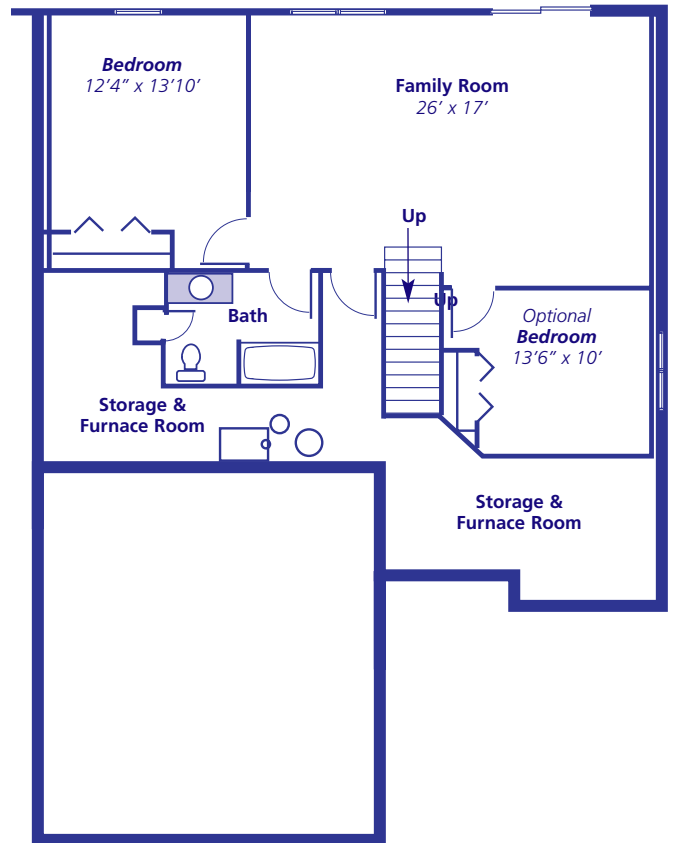 Bedroom
12’4” x 13’10’
Family Room
26’ x 17’
Up
Up
Optional
Bedroom
13’6” x 10’
Bath
Storage &
Furnace Room
Storage &
Furnace Room